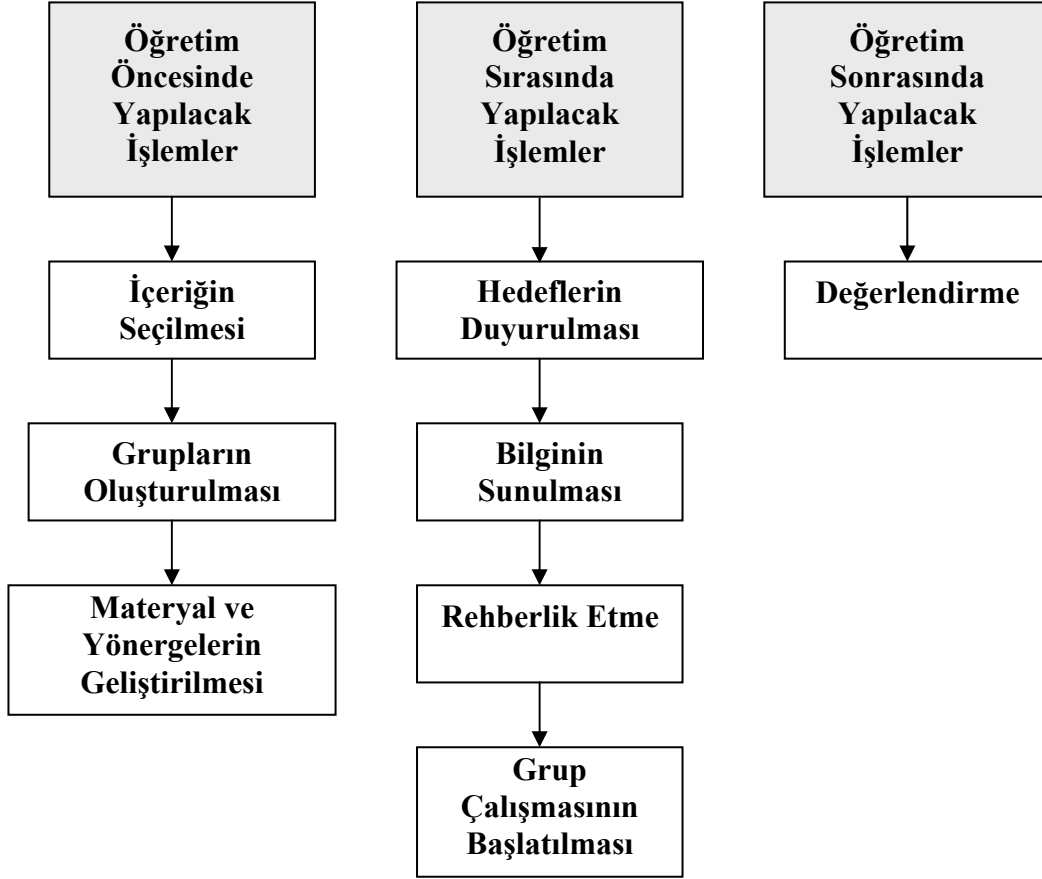 Öğretim
Öncesinde
Yapılacak
İşlemler
İçeriğin
Seçilmesi
Grupların
Oluşturulması
Materyal ve
Yönergelerin
Geliştirilmesi
Öğretim
Sırasında
Yapılacak
İşlemler
Hedeflerin
Duyurulması
Bilginin
Sunulması
Rehberlik Etme
Grup
Çalışmasının
Başlatılması
Öğretim
Sonrasında
Yapılacak
İşlemler
Değerlendirme